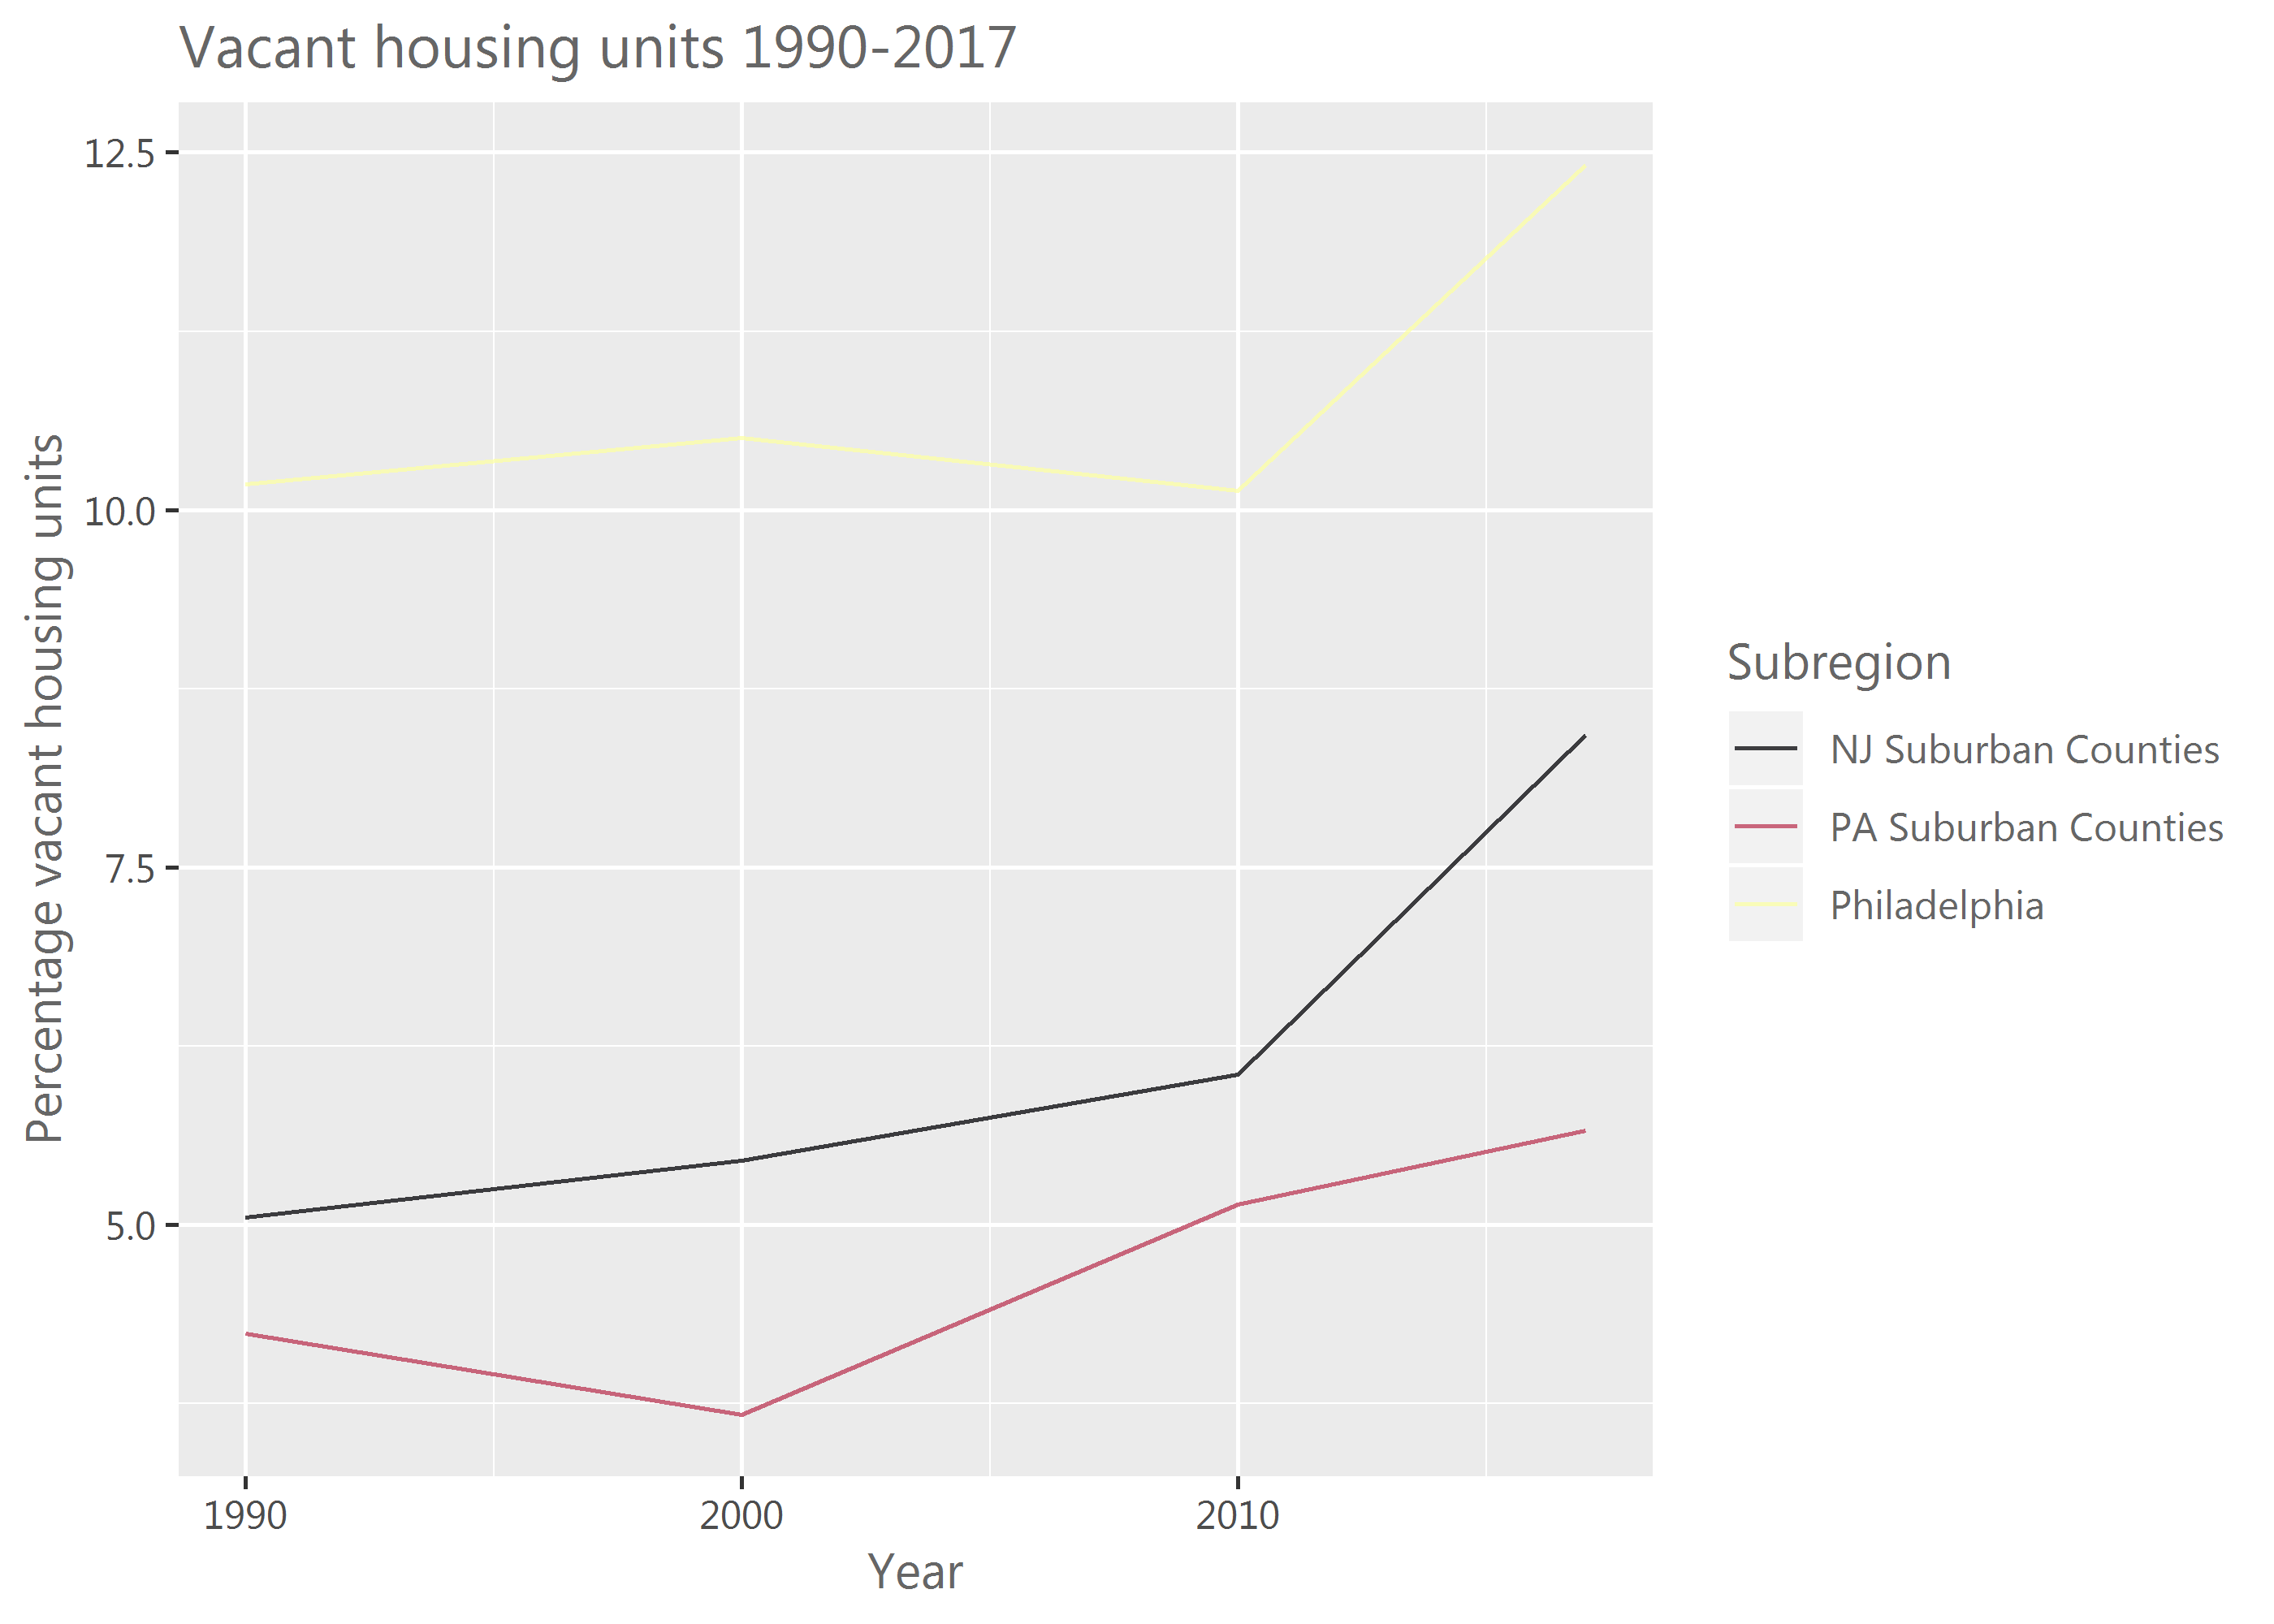 Vacant housing units 1990-2017
Percentage vacant housing units
12.5
10.0
7.5
5.0
1990
2000
2010
Year
Subregion
NJ Suburban Counties
PA Suburban Counties
Philadelphia